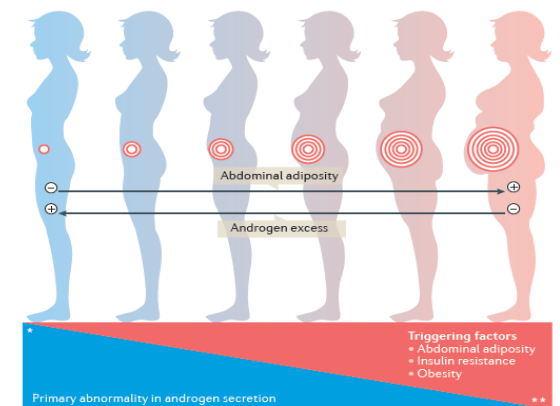 Abdominal adiposity
− +
+ −
Androgen excess
*
Triggering factors
• Abdominal adiposity
• Insulin resistance
• Obesity
Primary abnormality in androgen secretion
**